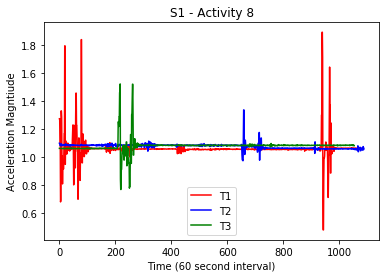 S1 - Activity 8
Acceleration Magntiude
1.8
1.6
1.4
1.2
1.0
0.8
0.6
T1
T2
T3
0 200 400 600 800 1000
Time (60 second interval)